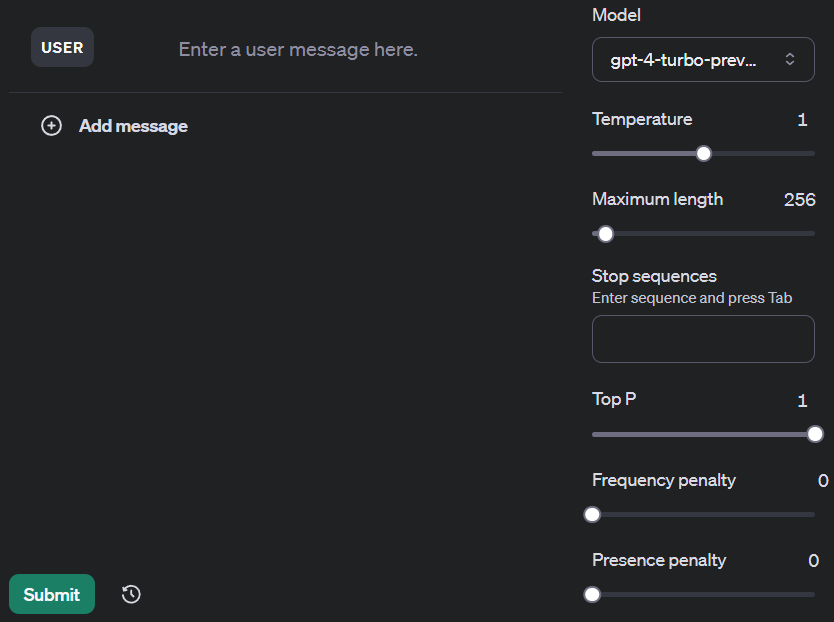 USER
Enter a user message here.
Add message
Submit
Model
gpt-4-turbo-prev...
Temperature 1
Maximum length 256
Stop sequences
Enter sequence and press Tab
Top P 1
Frequency penalty 0
Presence penalty 0